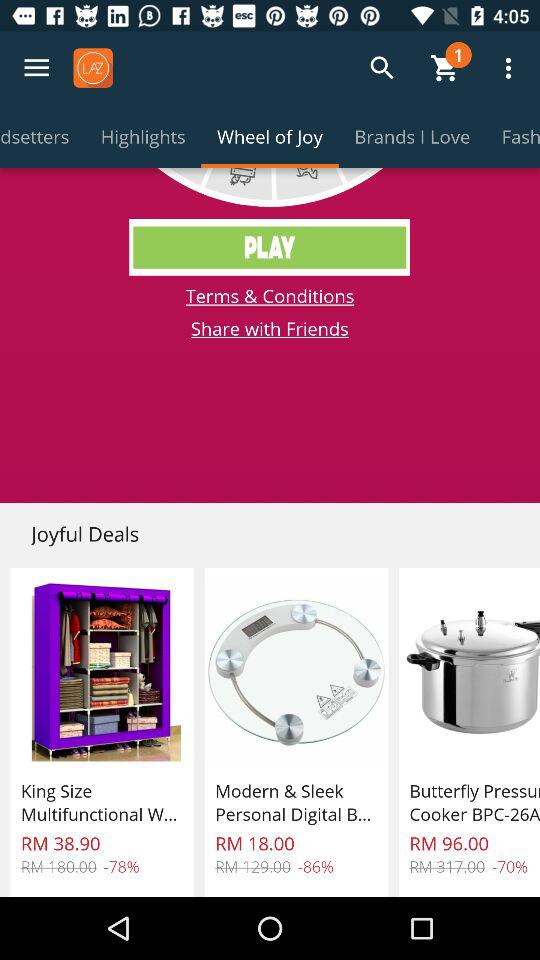 esc
4:05
LAZ
1
dsetters Highlights Wheel of Joy Brands I Love Fash
PLAY
Terms & Conditions
Share with Friends
Joyful Deals
King Size
Multifunctional W...
RM 38.90
RM 180.00 -78%
Modern & Sleek
Personal Digital B...
RM 18.00
RM 129.00 -86%
Butterfly Pressu
Cooker BPC-26A
RM 96.00
RM 317.00 -70%